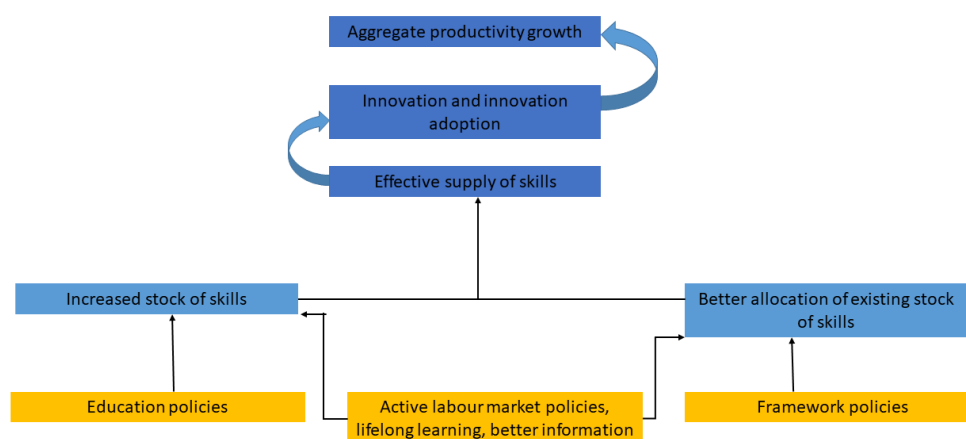 Aggregate productivity growth
Innovation and innovation
adoption
Effective supply of skills
Increased stock of skills
Better allocation of existing stock
of skills
Education policies
Active labour market policies,
lifelong learning, better information
Framework policies